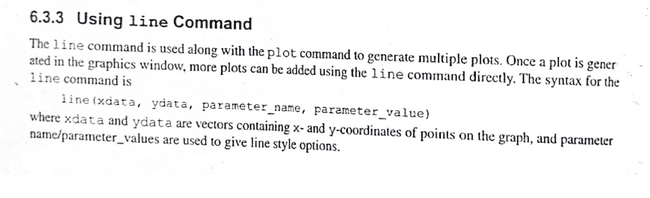 6.3.3 Using line Command
The line command is used along with the plot command to generate multiple plots. Once a plot is gener
ated in the graphics window, more plots can be added using the line command directly. The syntax for the
line command is
line(xdata, ydata, parameter_name, parameter_value)
where xdata and ydata are vectors containing x- and y-coordinates of points on the graph, and parameter
name/parameter_values are used to give line style options.